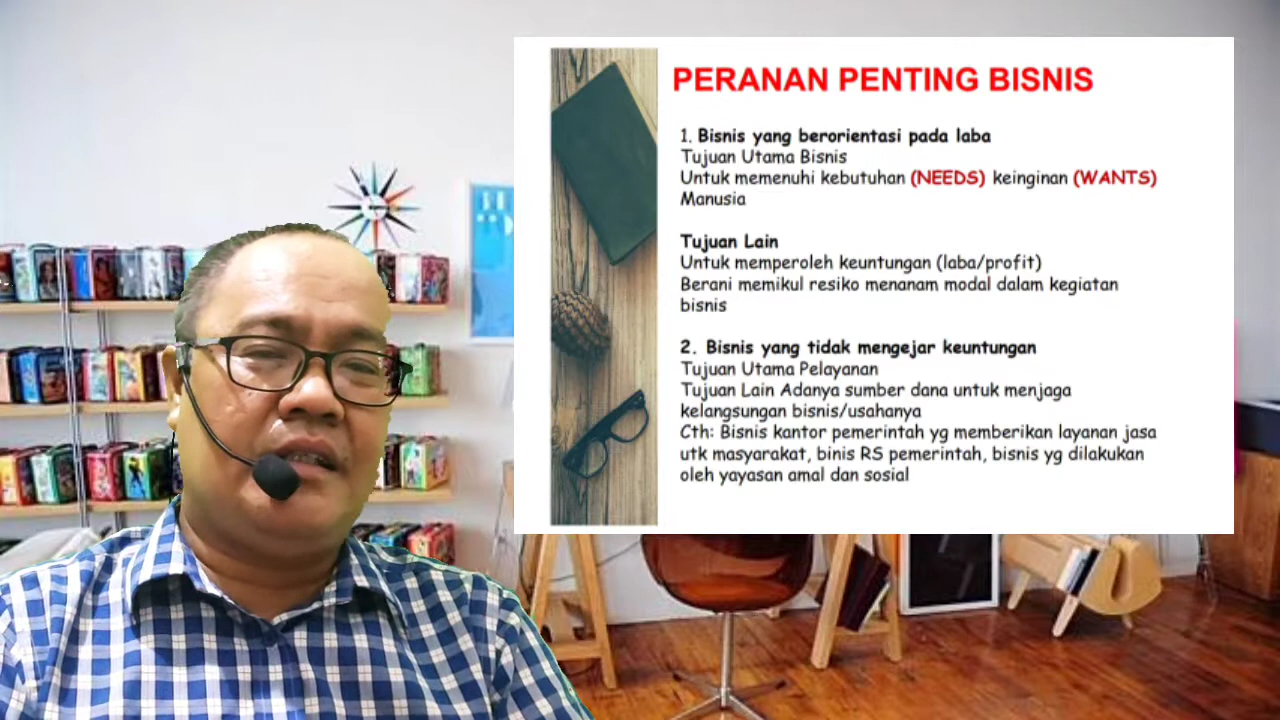 PERANAN PENTING BISNIS
1. Bisnis yang berorientasi pada laba
Tujuan Utama Bisnis
Untuk memenuhi kebutuhan (NEEDS) keinginan (WANTS)
Manusia
Tujuan Lain
Untuk memperoleh keuntungan (laba/profit)
Berani memikul resiko menanam modal dalam kegiatan
bisnis
2. Bisnis yang tidak mengejar keuntungan
Tujuan Utama Pelayanan
Tujuan Lain Adanya sumber dana untuk menjaga
kelangsungan bisnis/usahanya
Cth: Bisnis kantor pemerintah yg memberikan layanan jasa
utk masyarakat, binis RS pemerintah, bisnis yg dilakukan
oleh yayasan amal dan sosial